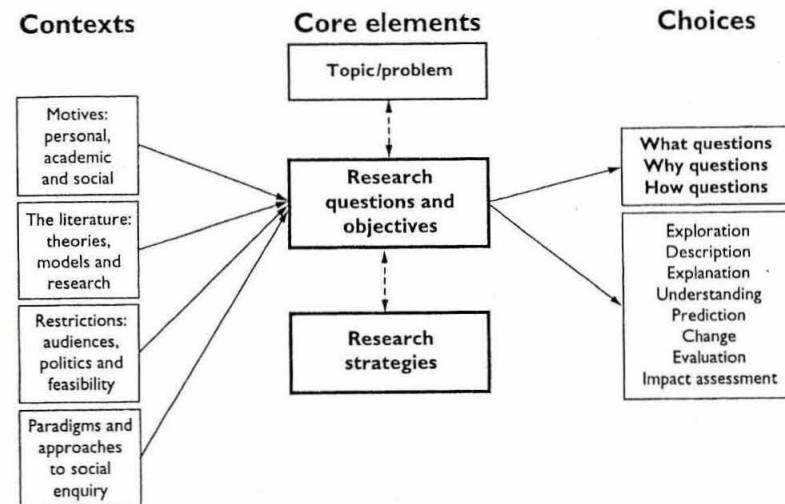 Contexts
Core elements
Choices
Topic/problem
Motives:
personal,
academic
and social
The literature:
theories,
models and
research
Restrictions:
audiences,
politics and
feasibility
Paradigms and
approaches
to social
enquiry
Research
questions and
objectives
Research
strategies
What questions
Why questions
How questions
Exploration
Description
Explanation
Understanding
Prediction
Change
Evaluation
Impact assessment